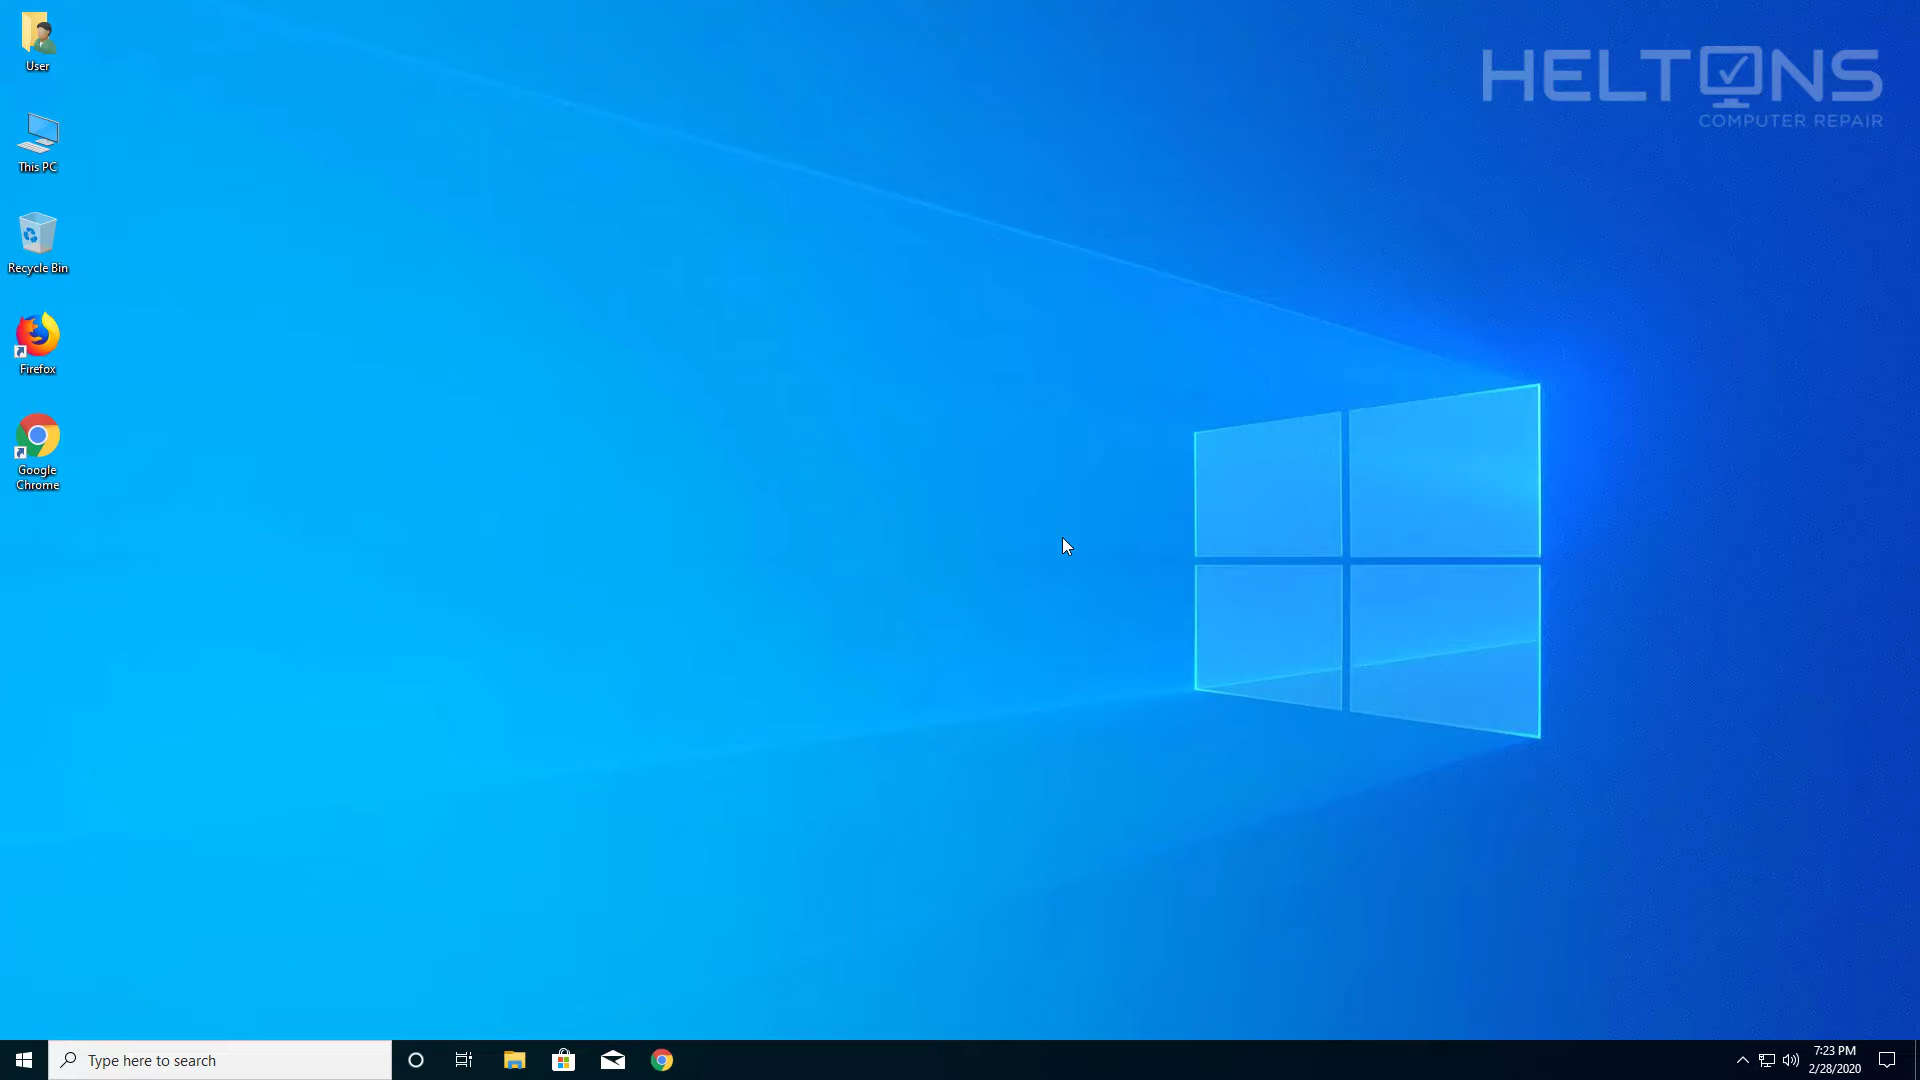 User
This PC
Recycle Bin
Firefox
Google
Chrome
HELTONS
COMPUTER REPAIR
Type here to search
7:23 PM
2/28/2020